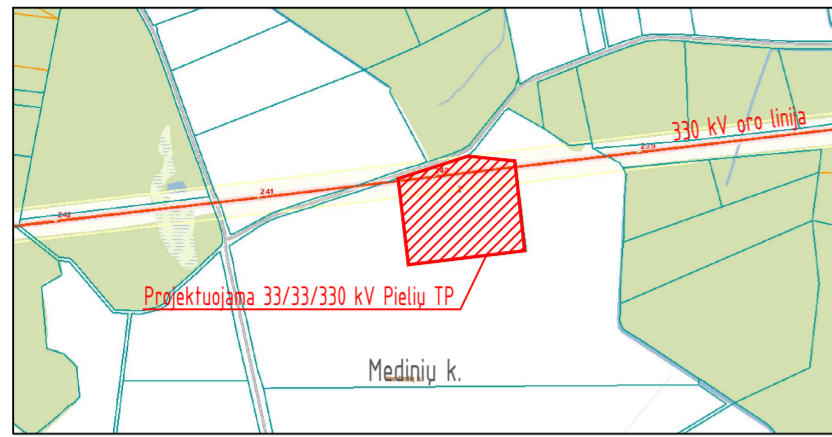 330 kV oro linija
239
240
241
242
Projektuojama 33/33/330 kV Pielių TP
Medinių k.